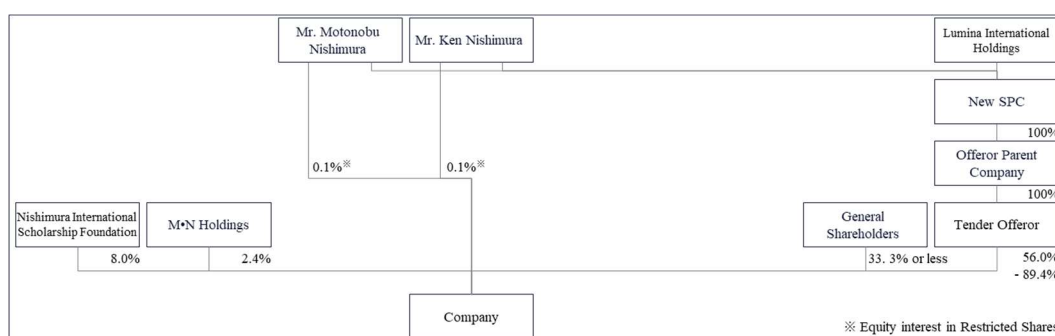 Mr. Motonobu
Nishimura
Mr. Ken Nishimura
Lumina International
Holdings
New SPC
100%
Offeror Parent
Company
100%
0.1%※
0.1%※
Nishimura International
Scholarship Foundation
M•N Holdings
General
Shareholders
Tender Offeror
8.0%
2.4%
33. 3% or less
56.0%
- 89.4%
Company
※ Equity interest in Restricted Shares